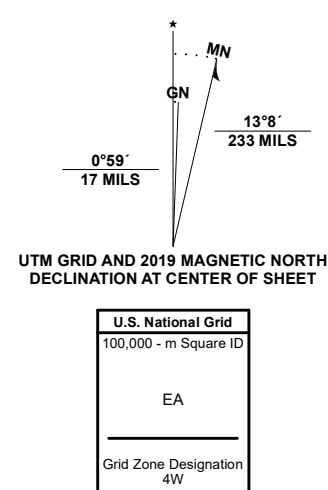 ★
MN
GN
13°8´
233 MILS
0°59´
17 MILS
UTM GRID AND 2019 MAGNETIC NORTH
DECLINATION AT CENTER OF SHEET
U.S. National Grid
100,000 - m Square ID
EA
Grid Zone Designation
4W